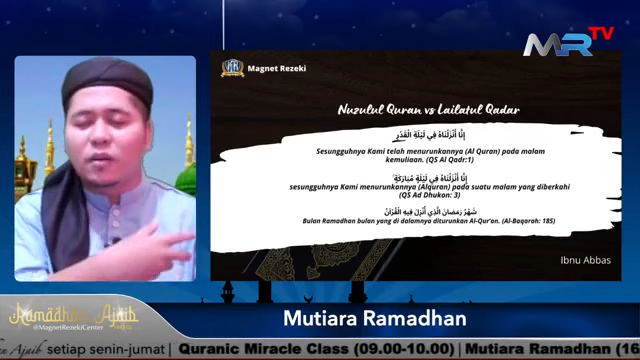 MRTV
Magnet Rezeki
Nuzulul Quran vs Lailatul Qadar
إِنَّا أَنْزَلْنَاهُ فِي لَيْلَةِ الْقَدْرِ
Sesungguhnya Kami telah menurunkannya (Al Quran) pada malam
kemuliaan. (QS Al Qadr:1)
إِنَّا أَنْزَلْنَاهُ فِي لَيْلَةٍ مُبَارَكَةٍ ۚ
sesungguhnya Kami menurunkannya (Alquran) pada suatu malam yang diberkahi
(QS Ad Dhukon: 3)
شَهْرُ رَمَضَانَ الَّذِي أُنْزِلَ فِيهِ الْقُرْآنُ
Bulan Ramadhan bulan yang di dalamnya diturunkan Al-Qur'an. (Al-Baqarah: 185)
Ibnu Abbas
Ramadhan Ajaib
@MagnetRezekiCenter
Mutiara Ramadhan
Ajaib setiap senin-jumat | Quranic Miracle Class (09.00-10.00) | Mutiara Ramadhan (16